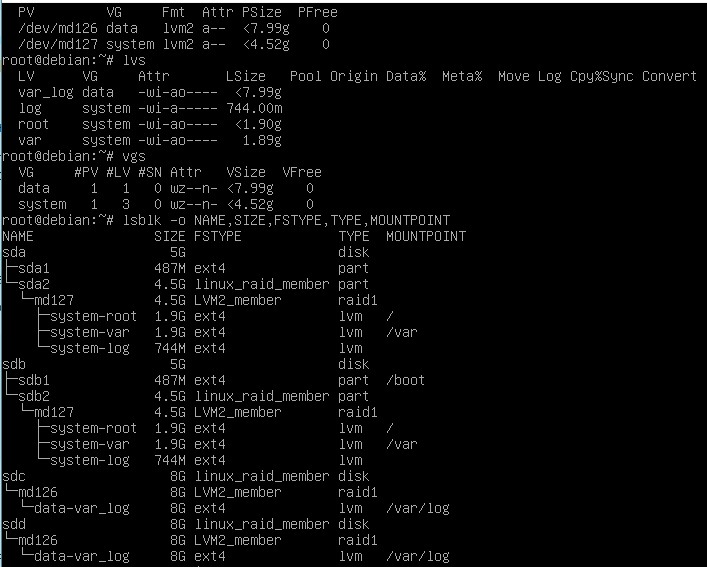 PV         VG     Fmt  Attr PSize  PFree
  /dev/md126 data   lvm2 a--  <7.99g    0
  /dev/md127 system lvm2 a--  <4.52g    0
root@debian:~# lvs
  LV      VG     Attr       LSize   Pool Origin Data%  Meta%  Move Log Cpy%Sync Convert
  var_log data   -wi-ao----  <7.99g
  log     system -wi-a----- 744.00m
  root    system -wi-ao----  <1.90g
  var     system -wi-ao----   1.89g
root@debian:~# vgs
  VG     #PV #LV #SN Attr   VSize  VFree
  data     1   1   0 wz--n- <7.99g    0
  system   1   3   0 wz--n- <4.52g    0
root@debian:~# lsblk -o NAME,SIZE,FSTYPE,TYPE,MOUNTPOINT
NAME               SIZE FSTYPE            TYPE  MOUNTPOINT
sda                  5G                   disk
├─sda1             487M ext4              part
└─sda2             4.5G linux_raid_member part
  └─md127          4.5G LVM2_member       raid1
    ├─system-root  1.9G ext4              lvm   /
    ├─system-var   1.9G ext4              lvm   /var
    └─system-log   744M ext4              lvm
sdb                  5G                   disk
├─sdb1             487M ext4              part  /boot
└─sdb2             4.5G linux_raid_member part
  └─md127          4.5G LVM2_member       raid1
    ├─system-root  1.9G ext4              lvm   /
    ├─system-var   1.9G ext4              lvm   /var
    └─system-log   744M ext4              lvm
sdc                  8G linux_raid_member disk
└─md126              8G LVM2_member       raid1
  └─data-var_log     8G ext4              lvm   /var/log
sdd                  8G linux_raid_member disk
└─md126              8G LVM2_member       raid1
  └─data-var_log     8G ext4              lvm   /var/log